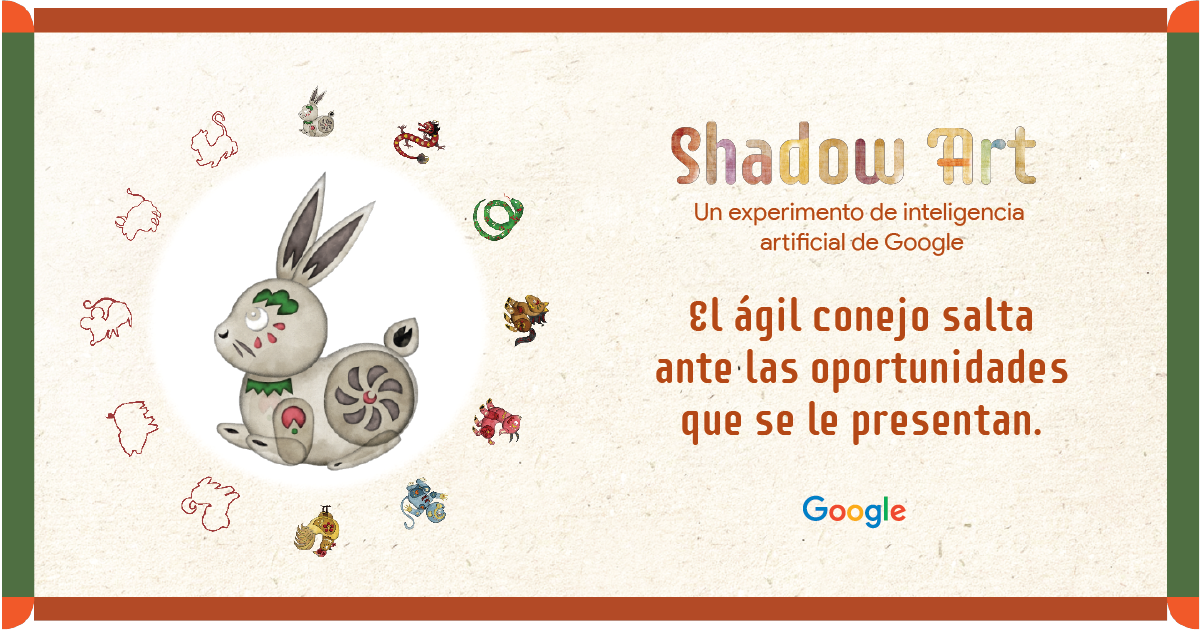 Shadow Art
Un experimento de inteligencia
artificial de Google
El ágil conejo salta
ante las oportunidades
que se le presentan.
Google